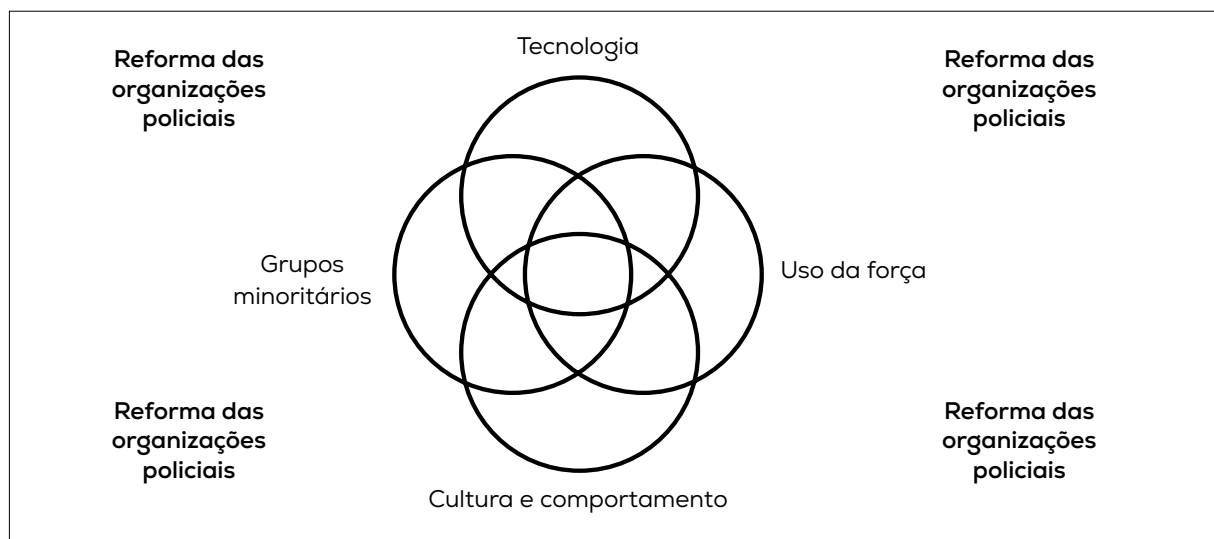 Tecnologia
Reforma das
organizações
policiais
Reforma das
organizações
policiais
Grupos
minoritários
Uso da força
Reforma das
organizações
policiais
Reforma das
organizações
policiais
Cultura e comportamento